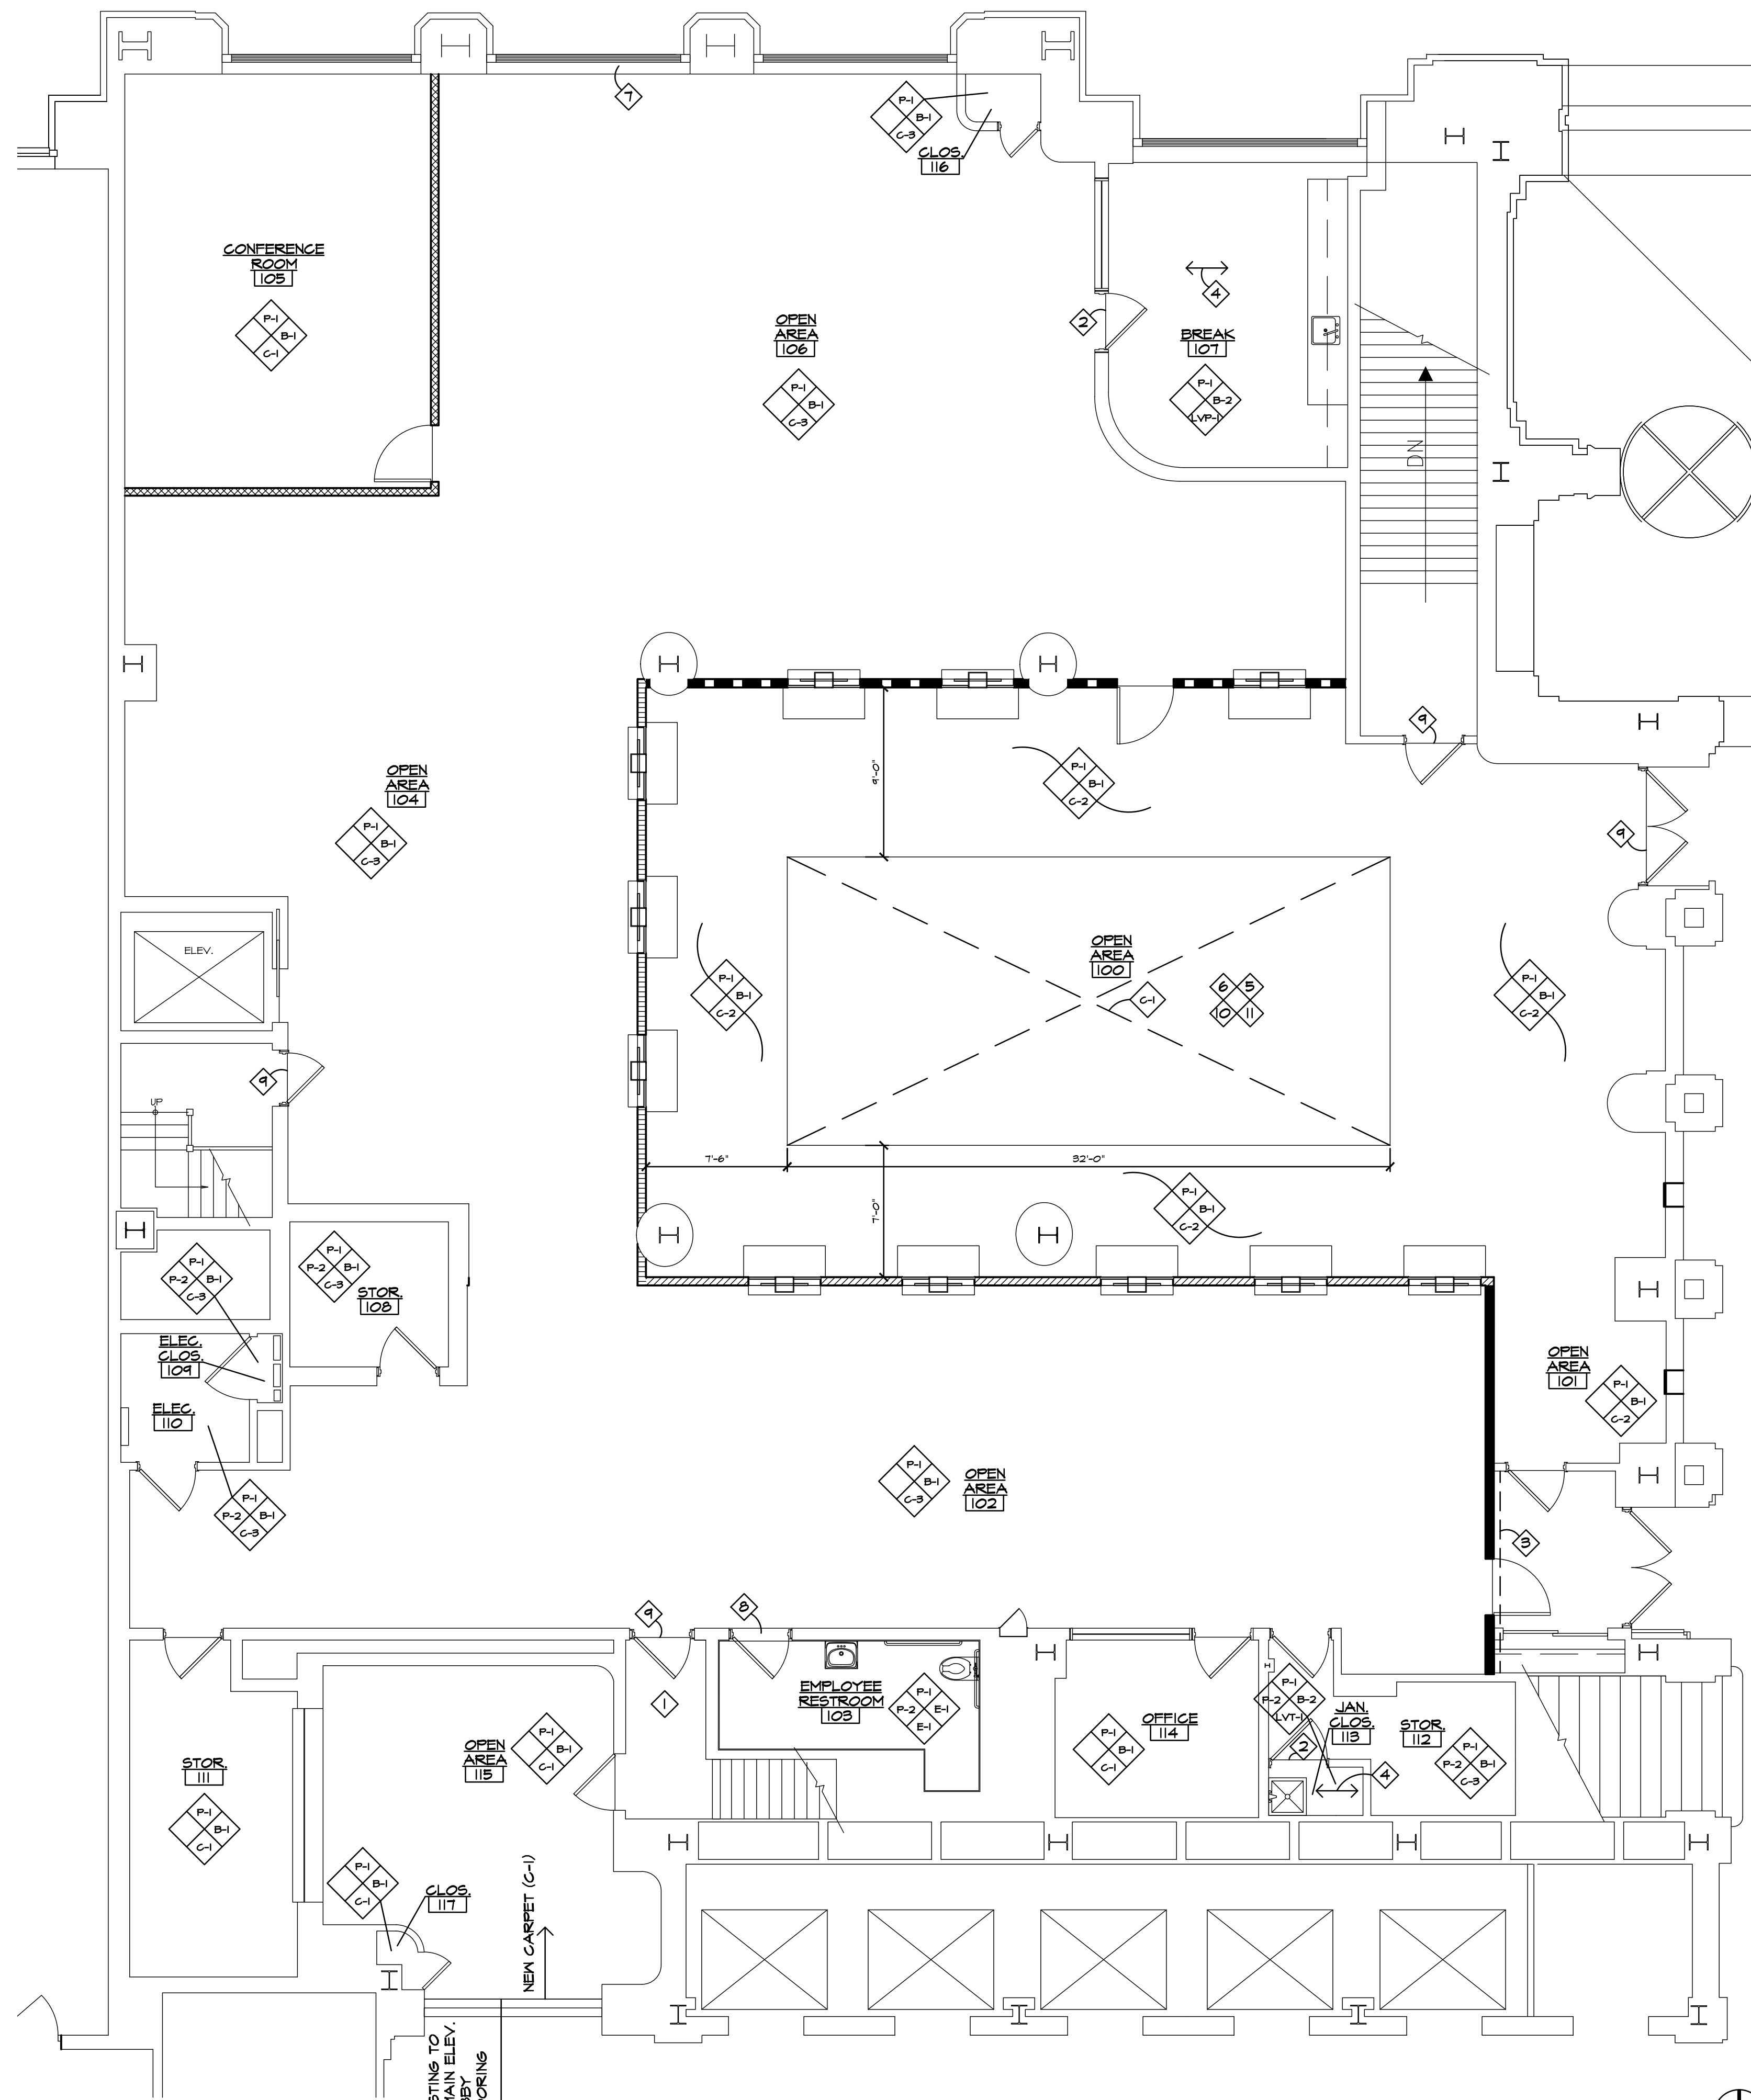 7
P-1
B-1
C-3
CLOS.
116
CONFERENCE
ROOM
105
P-1
B-1
C-1
OPEN
AREA
106
P-1
B-1
C-3
2
4
BREAK
107
P-1
B-2
LVP-1
DN
9
9
OPEN
AREA
104
P-1
B-1
C-3
9'-0"
P-1
B-1
C-2
ELEV.
OPEN
AREA
100
C-1
6
5
10
11
P-1
B-1
C-2
P-1
B-1
C-2
9
UP
7'-6"
32'-0"
7'-0"
P-1
B-1
C-2
P-1
P-2
B-1
C-3
P-1
P-2
B-1
C-3
STOR.
108
ELEC.
CLOS.
109
ELEC.
110
P-1
P-2
B-1
C-3
OPEN
AREA
101
P-1
B-1
C-2
P-1
B-1
C-3
OPEN
AREA
102
3
9
8
1
EMPLOYEE
RESTROOM
103
P-1
P-2
E-1
E-1
OFFICE
114
P-1
B-1
C-1
P-1
P-2
B-2
LVT-1
2
JAN.
CLOS.
113
4
STOR.
112
P-1
P-2
B-1
C-3
STOR.
111
P-1
B-1
C-1
OPEN
AREA
115
P-1
B-1
C-1
P-1
B-1
C-1
CLOS.
117
NEW CARPET (C-1)
STING TO
MAIN ELEV.
BBY
ORING